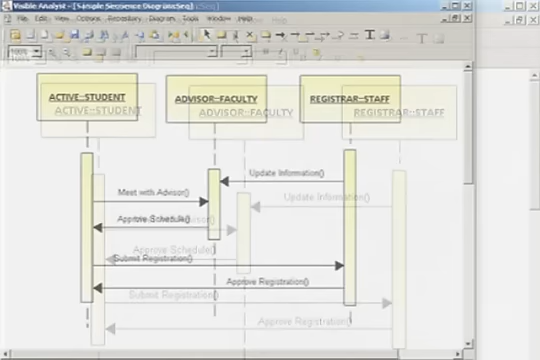 Visible Analyst - [Sample Sequence Diagram
File Edit View Options Repository Diagram Tools Window Help
100%
ACTIVE::STUDENT
ADVISOR::FACULTY
REGISTRAR::STAFF
ACTIVE::STUDENT
ADVISOR::FACULTY
REGISTRAR::STAFF
Update Information()
Meet with Advisor()
Update Information()
Approve Schedule()
Approve Schedule()
Submit Registration()
Approve Registration()
Submit Registration()
Approve Registration()